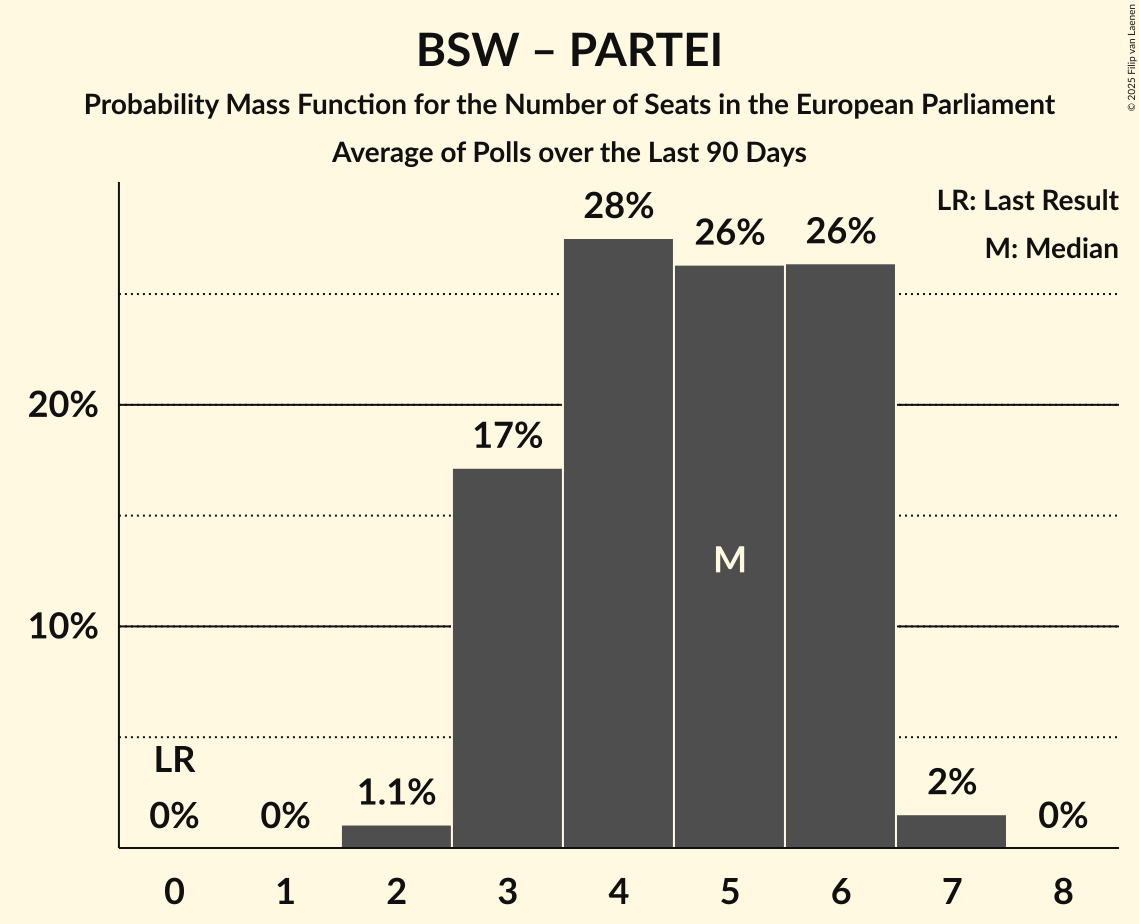 BSW – PARTEI
Probability Mass Function for the Number of Seats in the European Parliament
Average of Polls over the Last 90 Days
© 2025 Filip van Laenen
LR: Last Result
M: Median
28%
26%
26%
20%
17%
M
10%
LR
0%
0%
1.1%
2%
0%
0 1 2 3 4 5 6 7 8